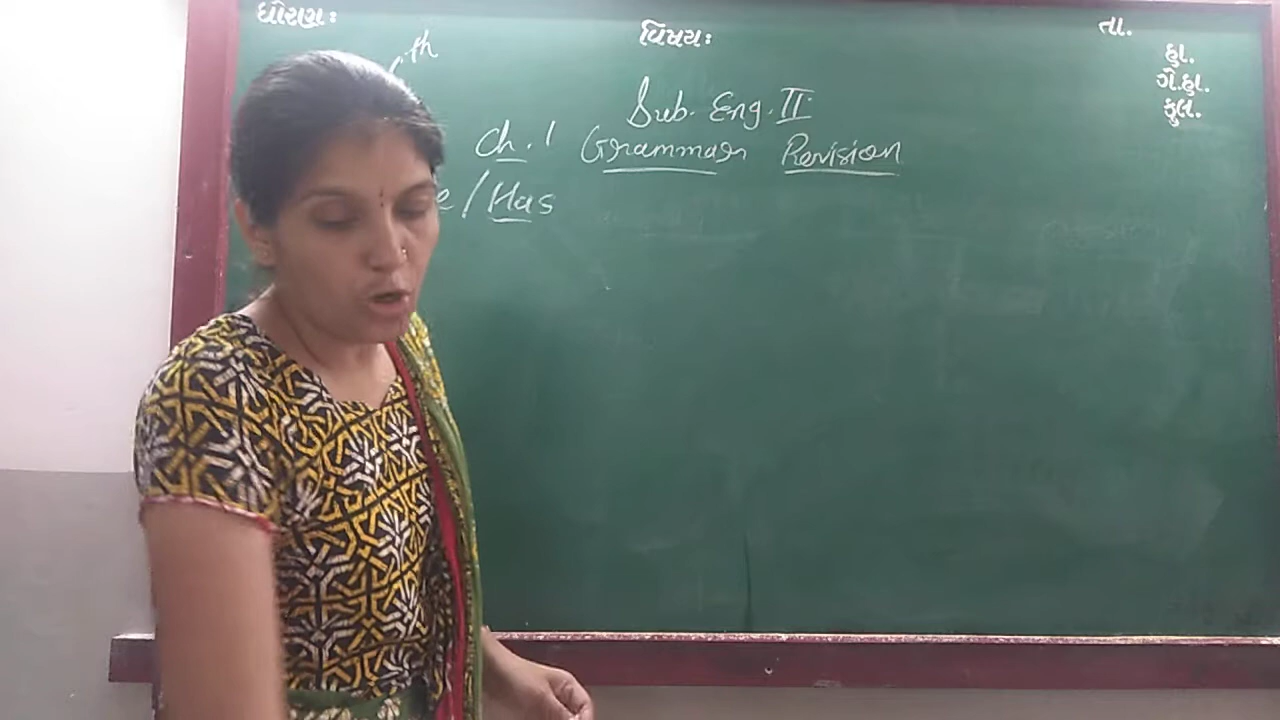 ધોરણઃ વિષયઃ તા.
th હા.
Sub. Eng. II ગે.હા.
Ch. 1 Grammar Revision કુલ.
/ Has